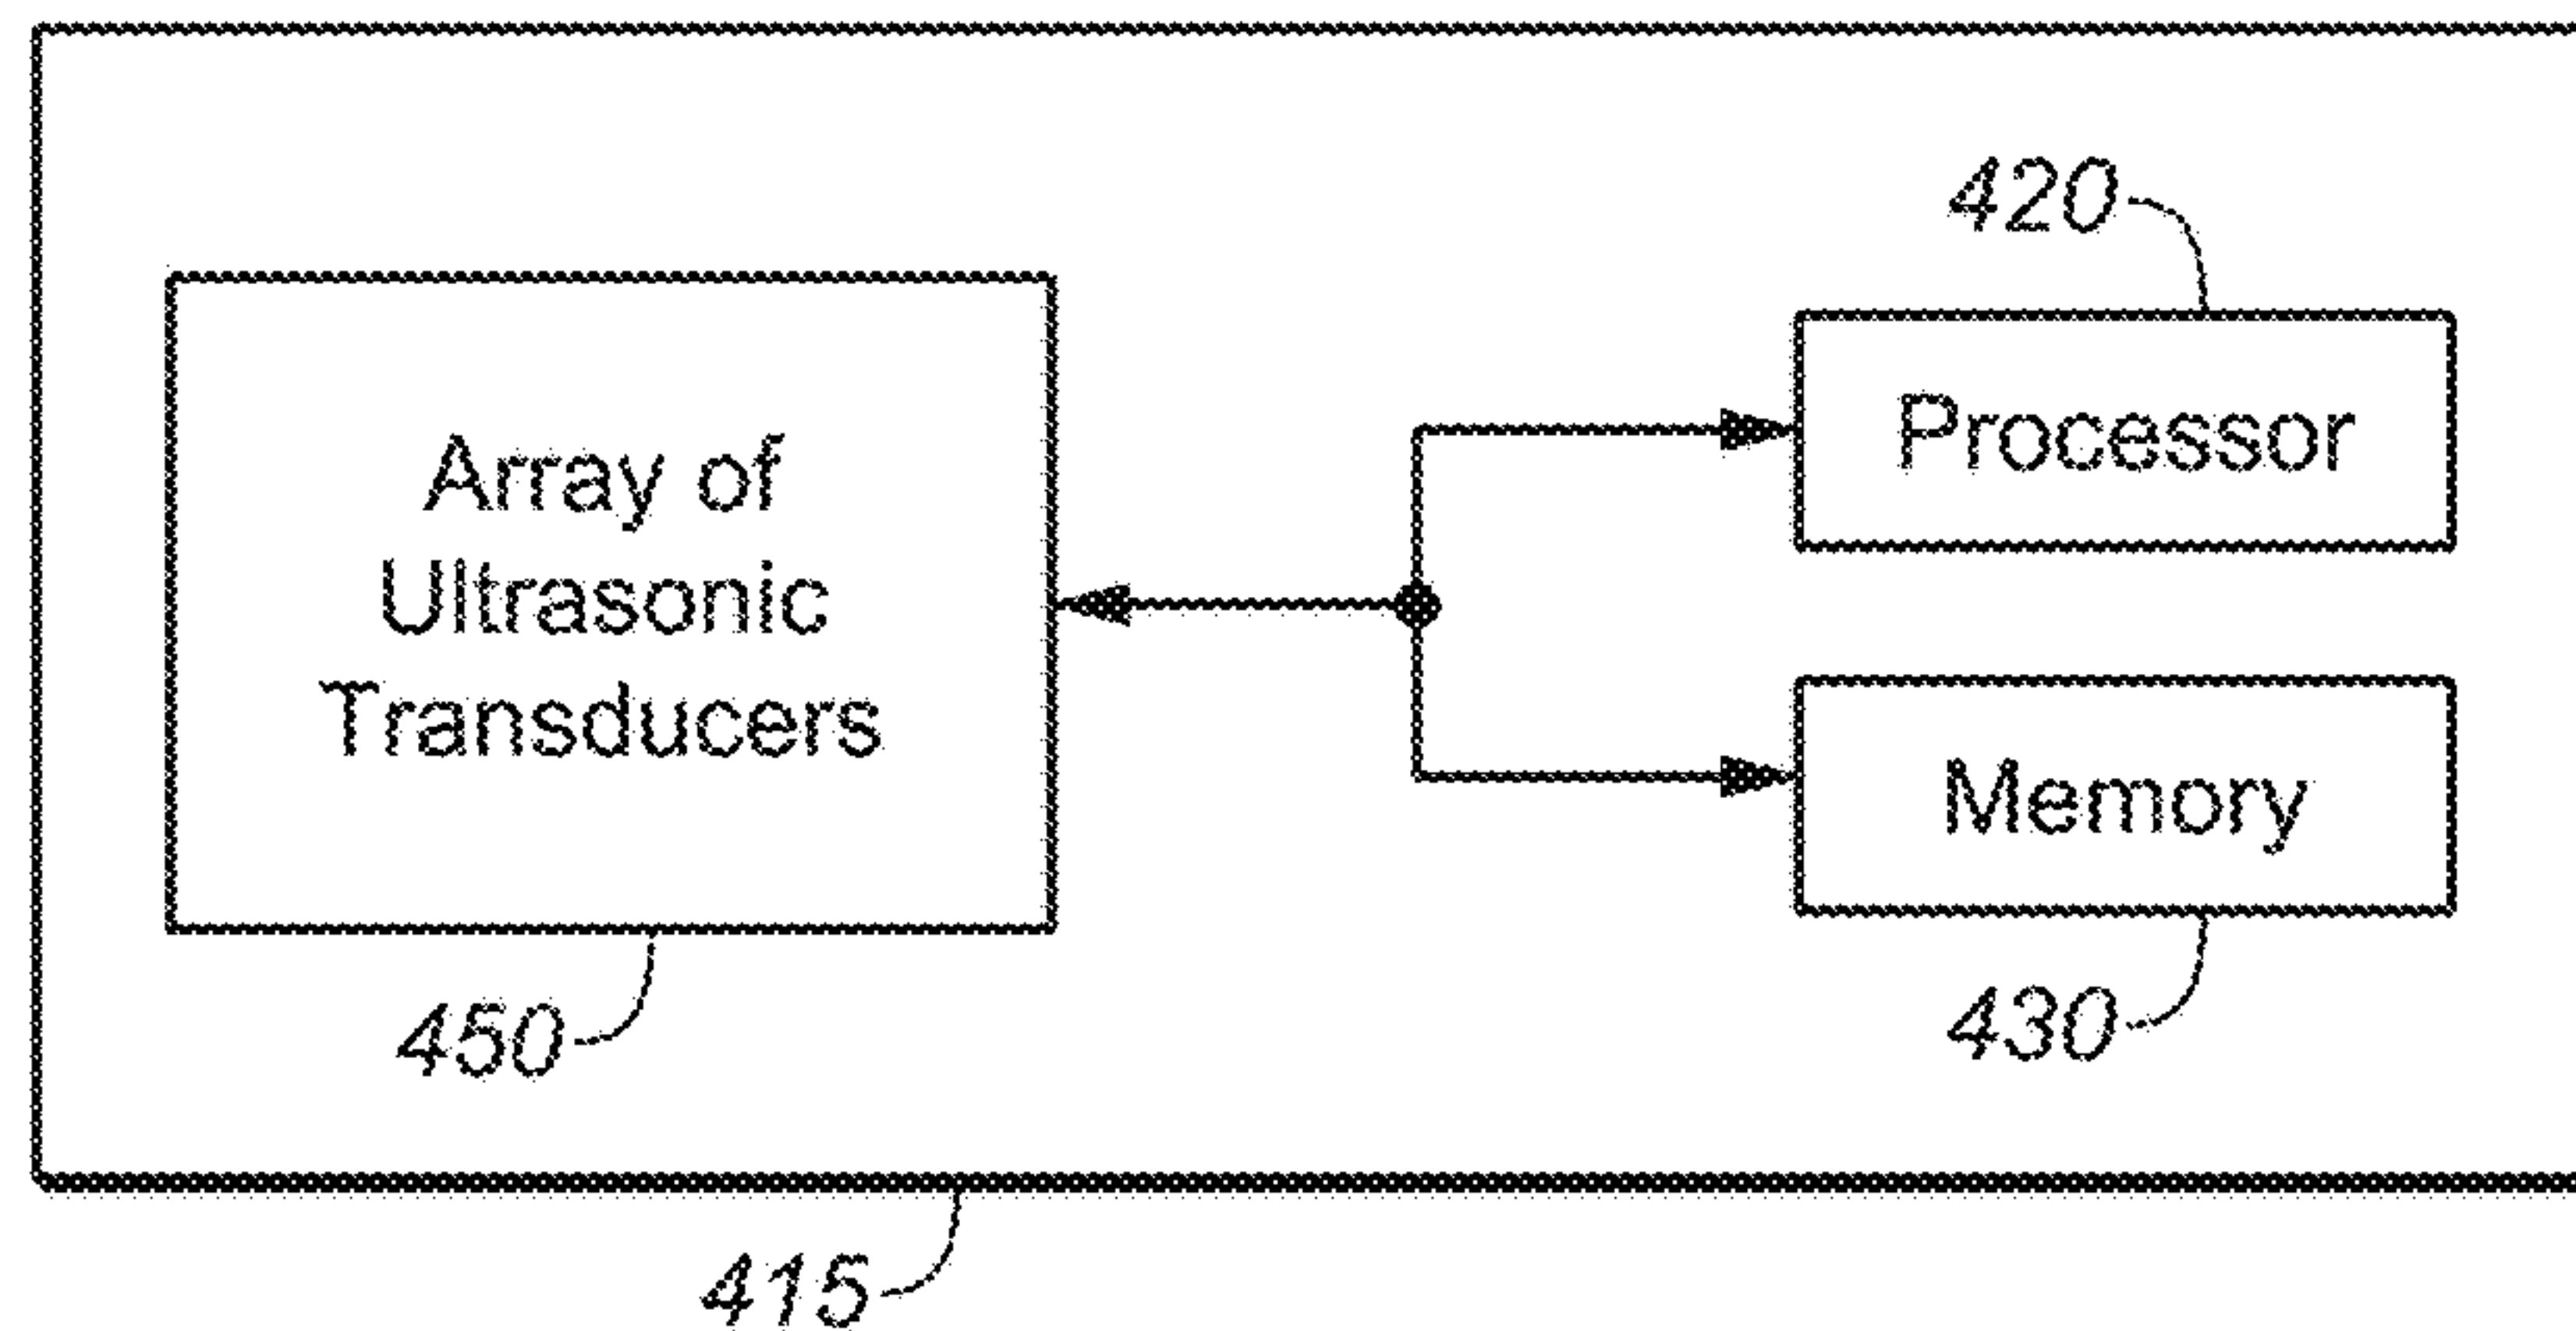 420
Array of
Ultrasonic
Transducers
Processor
Memory
450
430
415